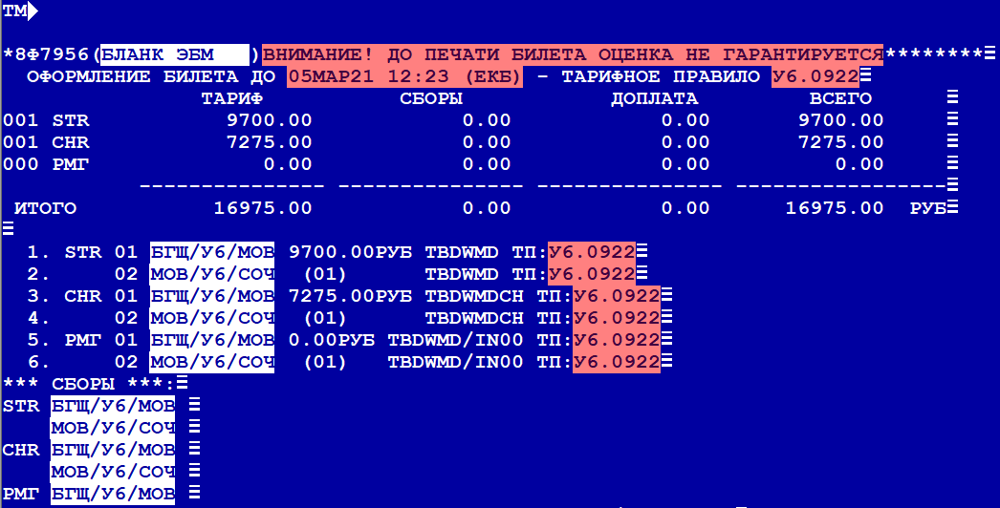 ТМ
*8Ф7956(БЛАНК ЭБМ )ВНИМАНИЕ! ДО ПЕЧАТИ БИЛЕТА ОЦЕНКА НЕ ГАРАНТИРУЕТСЯ********
ОФОРМЛЕНИЕ БИЛЕТА ДО 05МАР21 12:23 (ЕКБ) - ТАРИФНОЕ ПРАВИЛО У6.0922
ТАРИФ СБОРЫ ДОПЛАТА ВСЕГО
001 STR 9700.00 0.00 0.00 9700.00
001 CHR 7275.00 0.00 0.00 7275.00
000 РМГ 0.00 0.00 0.00 0.00
--------------- --------------- --------------- -----------------
ИТОГО 16975.00 0.00 0.00 16975.00 РУБ
1. STR 01 БГЩ/У6/МОВ 9700.00РУБ TBDWMD ТП:У6.0922
2. 02 МОВ/У6/СОЧ (01) TBDWMD ТП:У6.0922
3. CHR 01 БГЩ/У6/МОВ 7275.00РУБ TBDWMDCH ТП:У6.0922
4. 02 МОВ/У6/СОЧ (01) TBDWMDCH ТП:У6.0922
5. РМГ 01 БГЩ/У6/МОВ 0.00РУБ TBDWMD/IN00 ТП:У6.0922
6. 02 МОВ/У6/СОЧ (01) TBDWMD/IN00 ТП:У6.0922
*** СБОРЫ ***:
STR БГЩ/У6/МОВ
МОВ/У6/СОЧ
CHR БГЩ/У6/МОВ
МОВ/У6/СОЧ
РМГ БГЩ/У6/МОВ